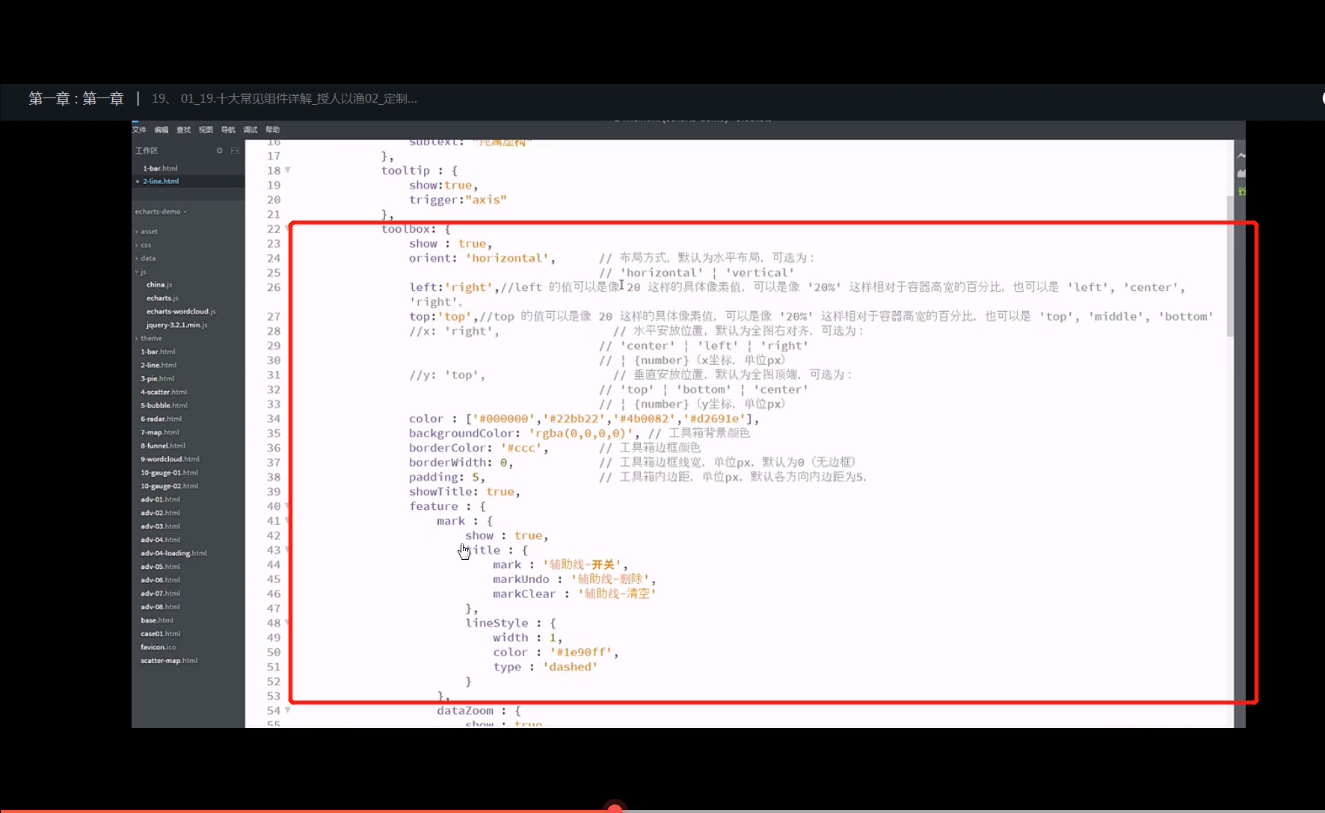 第一章：第一章 | 19、 01_19.十大常见组件详解_授人以渔02_定制...
文件 编辑 查找 视图 导航 调试 帮助
工作区
1-bar.html
2-line.html
echarts-demo
asset
css
data
js
china.js
echarts.js
echarts-wordcloud.js
jquery-3.2.1.min.js
theme
1-bar.html
2-line.html
3-pie.html
4-scatter.html
5-bubble.html
6-radar.html
7-map.html
8-funnel.html
9-wordcloud.html
10-gauge-01.html
10-gauge-02.html
adv-01.html
adv-02.html
adv-03.html
adv-04.html
adv-04-loading.html
adv-05.html
adv-06.html
adv-07.html
adv-08.html
base.html
case01.html
favicon.ico
scatter-map.html
16 subtext: "纯属虚构"
17 },
18 tooltip : {
19 show:true,
20 trigger:"axis"
21 },
22 toolbox: {
23 show : true,
24 orient: 'horizontal', // 布局方式，默认为水平布局，可选为：
25 // 'horizontal' ¦ 'vertical'
26 left:'right',//left 的值可以是像 20 这样的具体像素值，可以是像 '20%' 这样相对于容器高宽的百分比，也可以是 'left', 'center',
'right'。
27 top:'top',//top 的值可以是像 20 这样的具体像素值，可以是像 '20%' 这样相对于容器高宽的百分比，也可以是 'top', 'middle', 'bottom'
28 //x: 'right', // 水平安放位置，默认为全图右对齐，可选为：
29 // 'center' ¦ 'left' ¦ 'right'
30 // ¦ {number}（x坐标，单位px）
31 //y: 'top', // 垂直安放位置，默认为全图顶端，可选为：
32 // 'top' ¦ 'bottom' ¦ 'center'
33 // ¦ {number}（y坐标，单位px）
34 color : ['#000000','#22bb22','#4b0082','#d2691e'],
35 backgroundColor: 'rgba(0,0,0,0)', // 工具箱背景颜色
36 borderColor: '#ccc', // 工具箱边框颜色
37 borderWidth: 0, // 工具箱边框线宽，单位px，默认为0（无边框）
38 padding: 5, // 工具箱内边距，单位px，默认各方向内边距为5，
39 showTitle: true,
40 feature : {
41 mark : {
42 show : true,
43 title : {
44 mark : '辅助线-开关',
45 markUndo : '辅助线-删除',
46 markClear : '辅助线-清空'
47 },
48 lineStyle : {
49 width : 1,
50 color : '#1e90ff',
51 type : 'dashed'
52 }
53 },
54 dataZoom : {
55 show : true